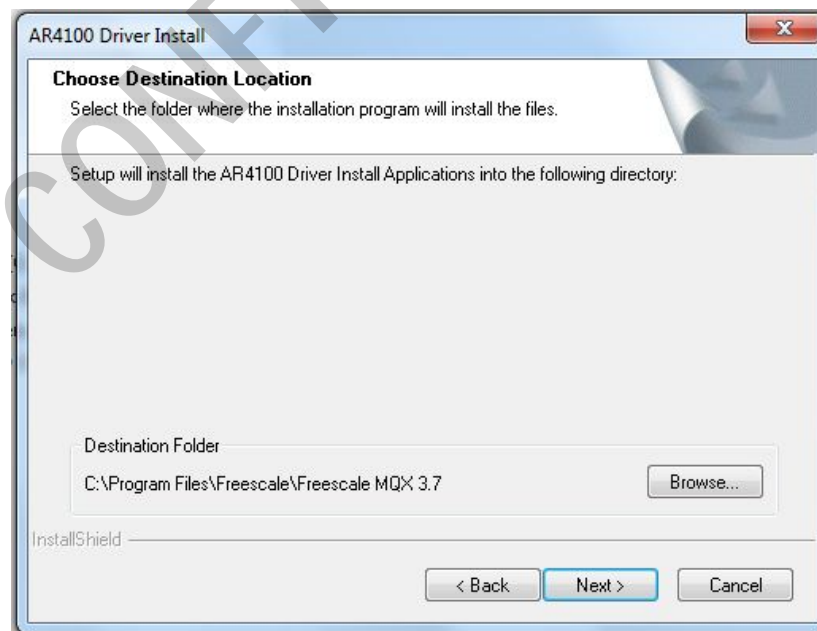 AR4100 Driver Install
Choose Destination Location
Select the folder where the installation program will install the files.
Setup will install the AR4100 Driver Install Applications into the following directory:
Destination Folder
C:\Program Files\Freescale\Freescale MQX 3.7
Browse...
InstallShield
< Back
Next >
Cancel